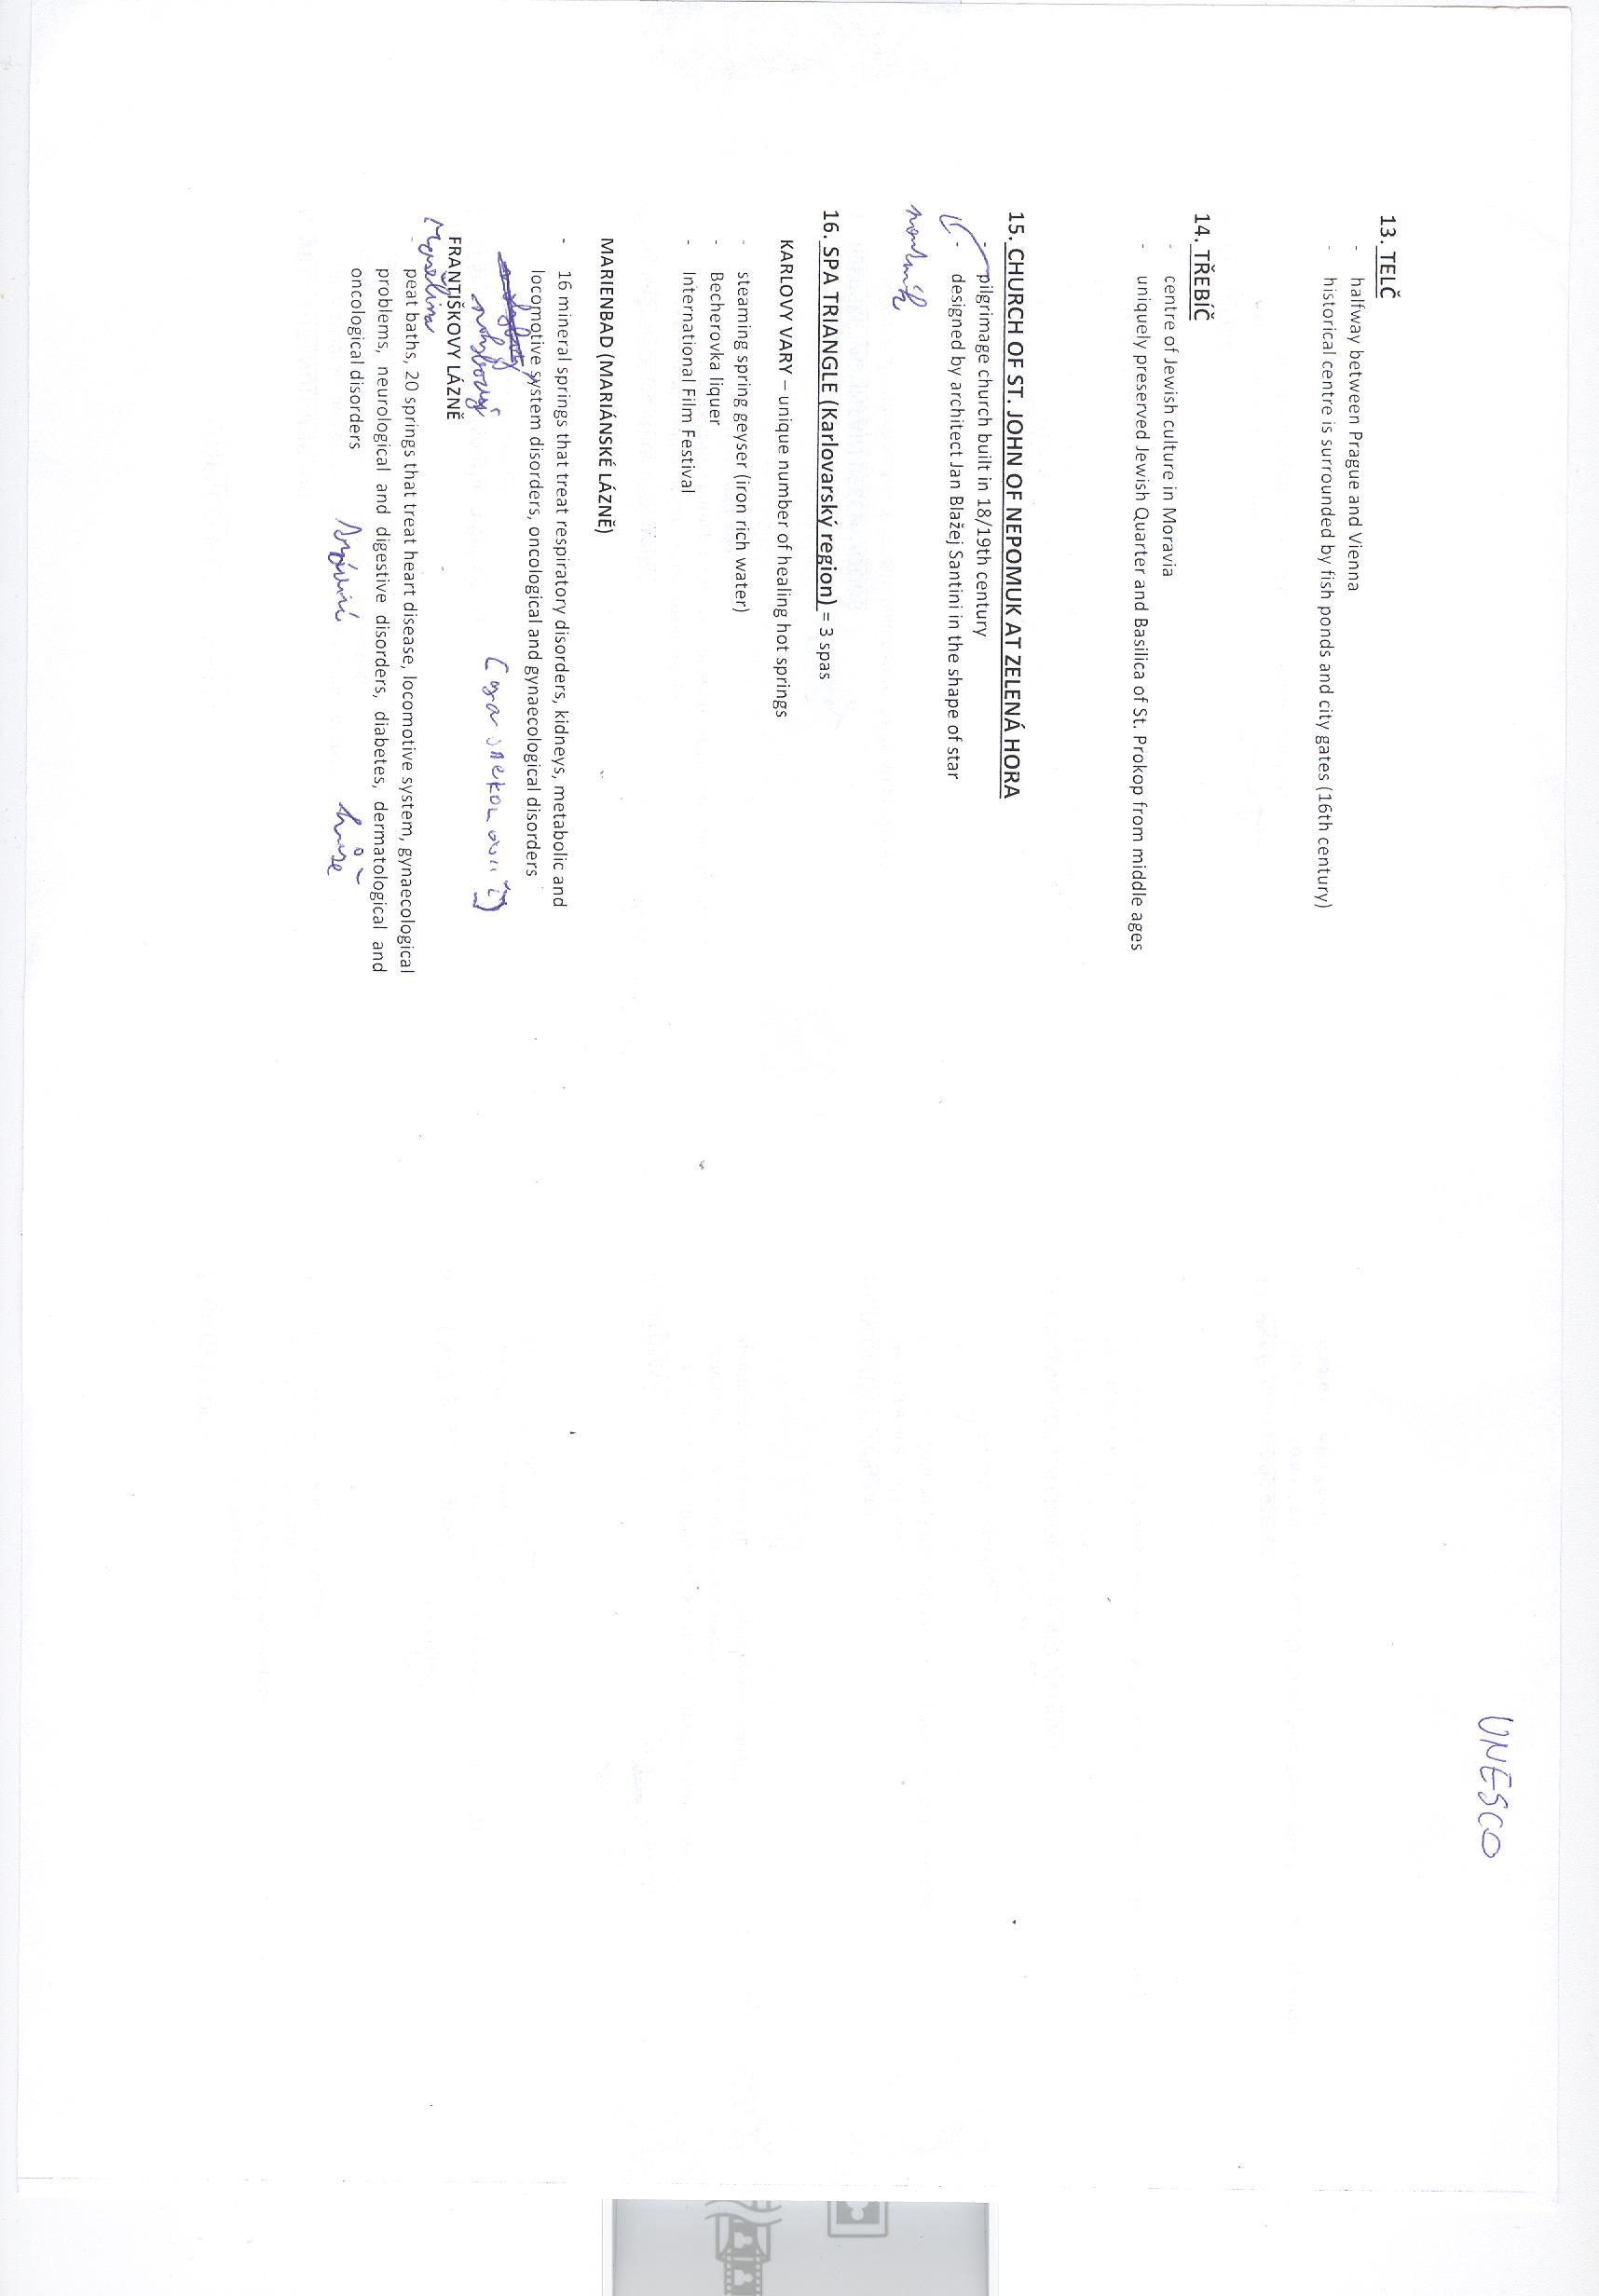 UNESCO
13. TELČ
- halfway between Prague and Vienna
- historical centre is surrounded by fish ponds and city gates (16th century)
14. TŘEBÍČ
- centre of Jewish culture in Moravia
- uniquely preserved Jewish Quarter and Basilica of St. Prokop from middle ages
15. CHURCH OF ST. JOHN OF NEPOMUK AT ZELENÁ HORA
- pilgrimage church built in 18/19th century
- designed by architect Jan Blažej Santini in the shape of star
poutník
16. SPA TRIANGLE (Karlovarský region) = 3 spas
KARLOVY VARY – unique number of healing hot springs
- steaming spring geyser (iron rich water)
- Becherovka liquer
- International Film Festival
MARIENBAD (MARIÁNSKÉ LÁZNĚ)
- 16 mineral springs that treat respiratory disorders, kidneys, metabolic and
locomotive system disorders, oncological and gynaecological disorders
pohybový
FRANTIŠKOVY LÁZNĚ
Rašelina
- peat baths, 20 springs that treat heart disease, locomotive system, gynaecological
problems, neurological and digestive disorders, diabetes, dermatological and
oncological disorders
trávicí kůže